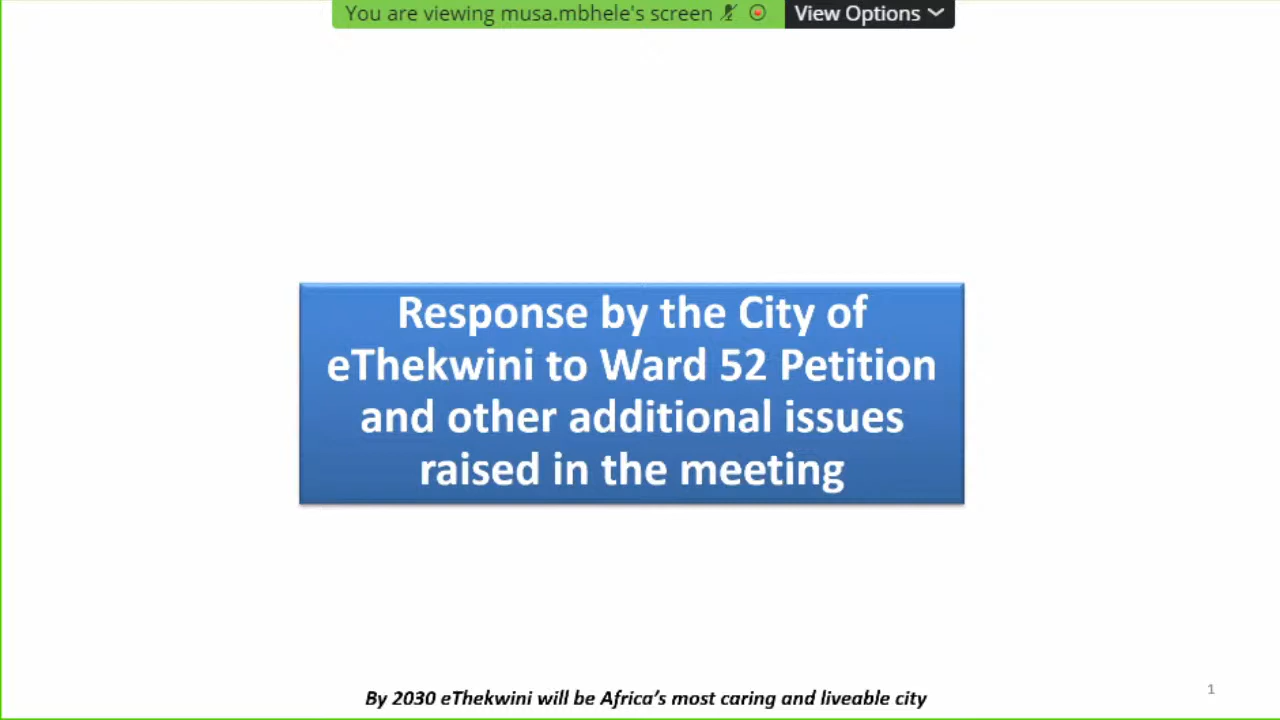 You are viewing musa.mbhele's screen
View Options
Response by the City of
eThekwini to Ward 52 Petition
and other additional issues
raised in the meeting
By 2030 eThekwini will be Africa’s most caring and liveable city
1